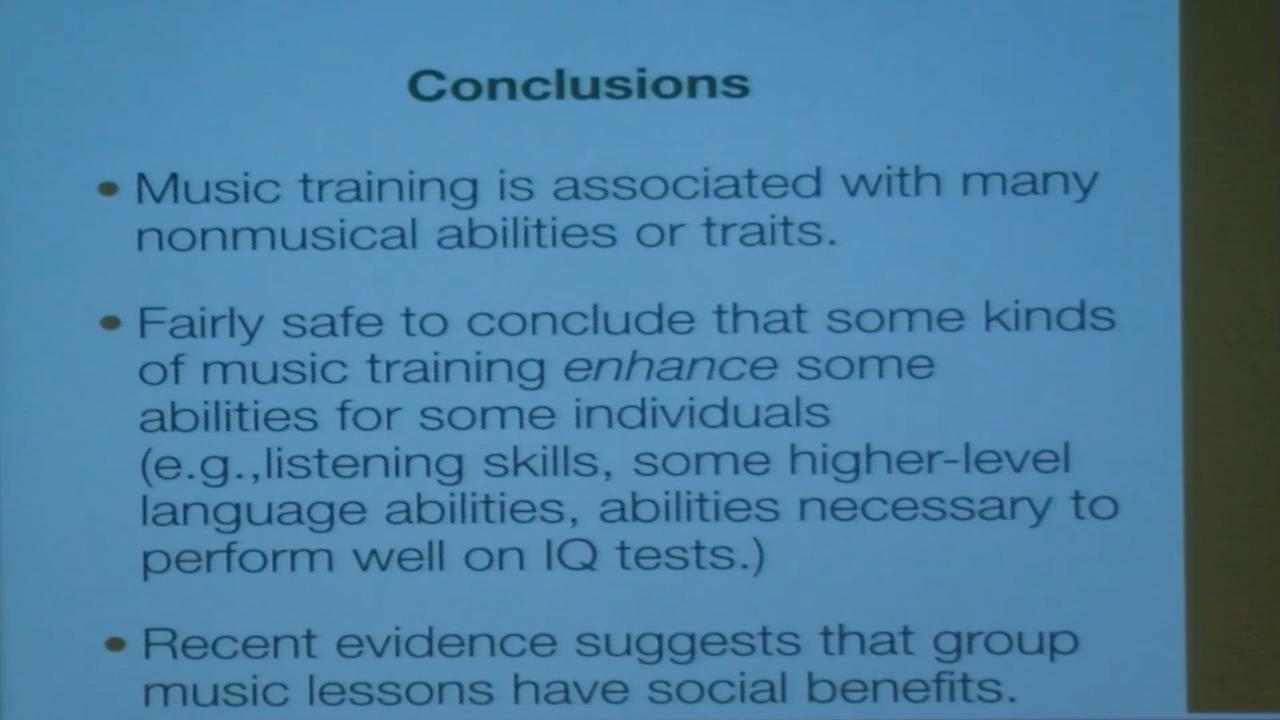 Conclusions
• Music training is associated with many
nonmusical abilities or traits.
• Fairly safe to conclude that some kinds
of music training enhance some
abilities for some individuals
(e.g.,listening skills, some higher-level
language abilities, abilities necessary to
perform well on IQ tests.)
• Recent evidence suggests that group
music lessons have social benefits.